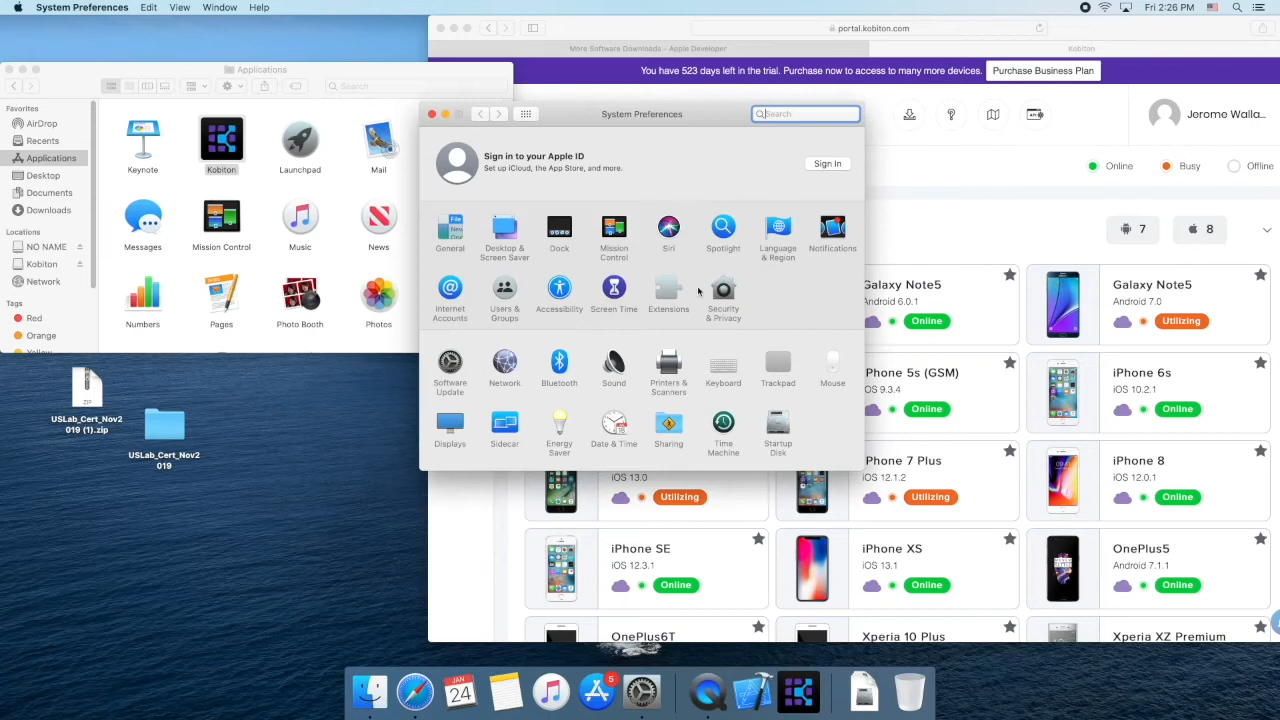 System Preferences Edit View Window Help
Fri 2:26 PM
portal.kobiton.com
More Software Downloads - Apple Developer
Kobiton
You have 523 days left in the trial. Purchase now to access to many more devices.
Purchase Business Plan
API
Jerome Walla...
Online
Busy
Offline
7
8
Applications
Search
Favorites
AirDrop
Recents
Applications
Desktop
Documents
Downloads
Locations
NO NAME
Kobiton
Network
Tags
Red
Orange
Yellow
Keynote
Kobiton
Launchpad
Mail
Messages
Mission Control
Music
News
Numbers
Pages
Photo Booth
Photos
System Preferences
Search
Sign in to your Apple ID
Set up iCloud, the App Store, and more.
Sign In
File
New
General
Desktop &
Screen Saver
Dock
Mission
Control
Siri
Spotlight
Language
& Region
Notifications
Internet
Accounts
Users &
Groups
Accessibility
Screen Time
Extensions
Security
& Privacy
Software
Update
Network
Bluetooth
Sound
Printers &
Scanners
Keyboard
Trackpad
Mouse
Displays
Sidecar
Energy
Saver
Date & Time
Sharing
Time
Machine
Startup
Disk
Galaxy Note5
Android 6.0.1
Online
Galaxy Note5
Android 7.0
Utilizing
iPhone 5s (GSM)
iOS 9.3.4
Online
iPhone 6s
iOS 10.2.1
Online
iOS 13.0
Utilizing
iPhone 7 Plus
iOS 12.1.2
Utilizing
iPhone 8
iOS 12.0.1
Online
iPhone SE
iOS 12.3.1
Online
iPhone XS
iOS 13.1
Online
OnePlus5
Android 7.1.1
Online
OnePlus6T
Xperia 10 Plus
Xperia XZ Premium
ZIP
USLab_Cert_Nov2
019 (1).zip
USLab_Cert_Nov2
019
JAN
24
5